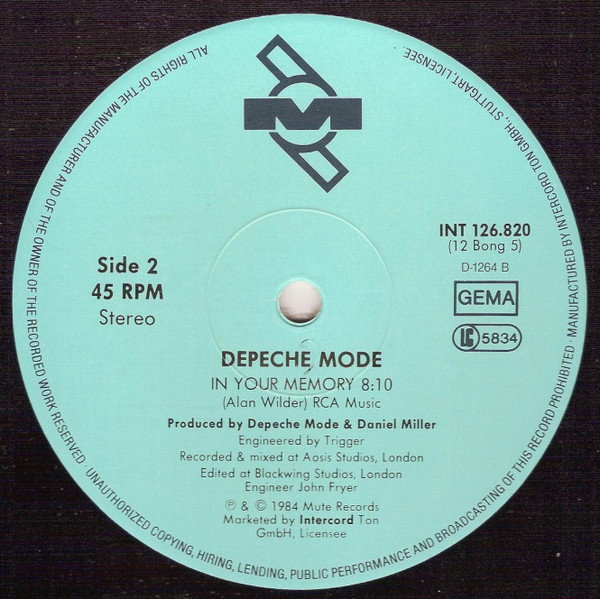 M
Side 2
45 RPM
Stereo
INT 126.820
(12 Bong 5)
D-1264 B
GEMA
LC 5834
DEPECHE MODE
IN YOUR MEMORY 8:10
(Alan Wilder) RCA Music
Produced by Depeche Mode & Daniel Miller
Engineered by Trigger
Recorded & mixed at Aosis Studios, London
Edited at Blackwing Studios, London
Engineer John Fryer
℗ & © 1984 Mute Records
Marketed by Intercord Ton
GmbH, Licensee
ALL RIGHTS OF THE MANUFACTURER AND OF THE OWNER OF THE RECORDED WORK RESERVED · UNAUTHORIZED COPYING, HIRING, LENDING, PUBLIC PERFORMANCE AND BROADCASTING OF THIS RECORD PROHIBITED · MANUFACTURED BY INTERCORD TON GMBH., STUTTGART, LICENSEE.